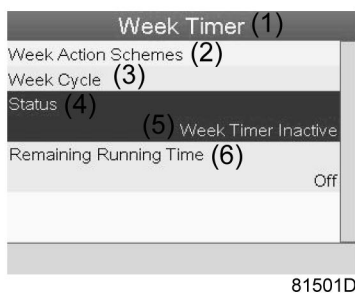 Week Timer (1)
Week Action Schemes (2)
Week Cycle (3)
Status (4)
(5) Week Timer Inactive
Remaining Running Time (6)
Off
81501D